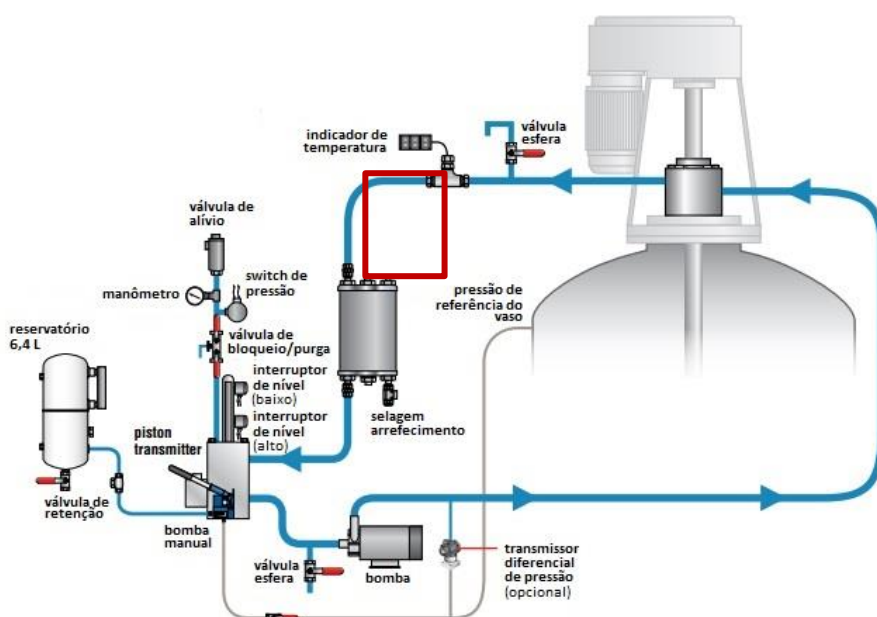 indicador de
temperatura
válvula
esfera
válvula de
alívio
switch de
pressão
manômetro
pressão de
referência do
vaso
reservatório
6,4 L
válvula de
bloqueio/purga
interruptor
de nível
(baixo)
interruptor
de nível
(alto)
selagem
arrefecimento
piston
transmitter
válvula de
retenção
bomba
manual
válvula
esfera
bomba
transmissor
diferencial
de pressão
(opcional)